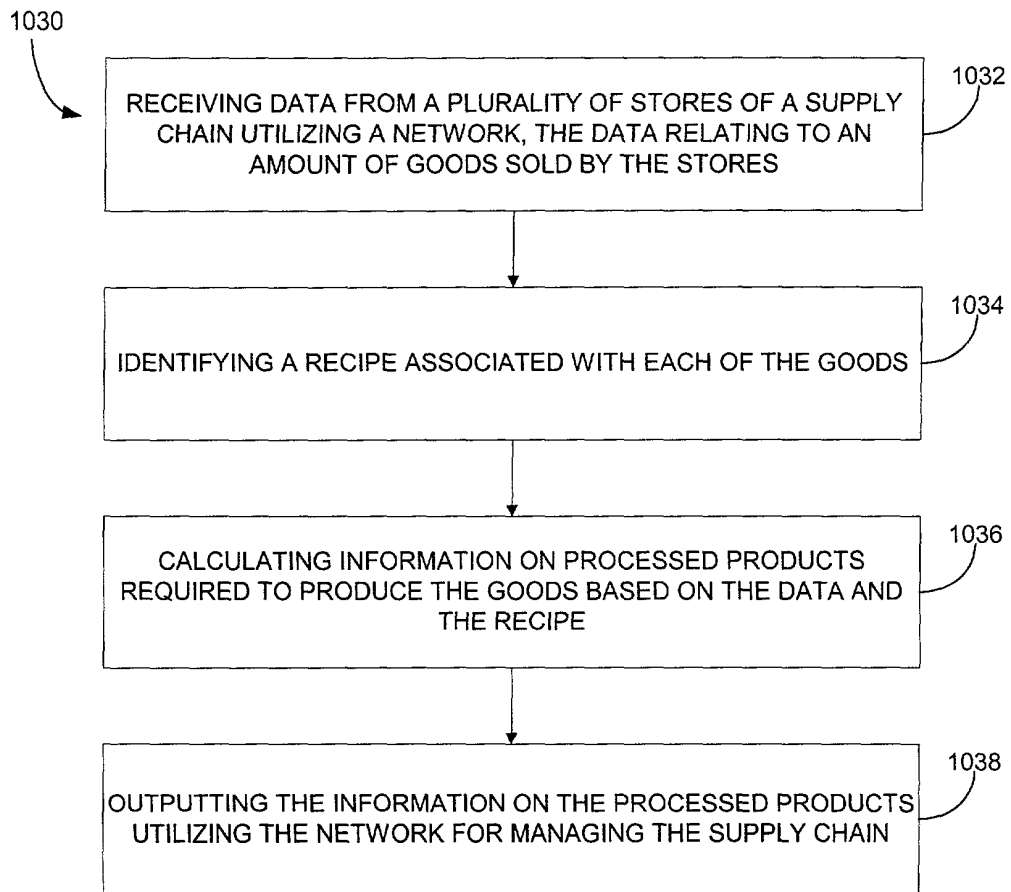 1030
1032
RECEIVING DATA FROM A PLURALITY OF STORES OF A SUPPLY
CHAIN UTILIZING A NETWORK, THE DATA RELATING TO AN
AMOUNT OF GOODS SOLD BY THE STORES
1034
IDENTIFYING A RECIPE ASSOCIATED WITH EACH OF THE GOODS
1036
CALCULATING INFORMATION ON PROCESSED PRODUCTS
REQUIRED TO PRODUCE THE GOODS BASED ON THE DATA AND
THE RECIPE
1038
OUTPUTTING THE INFORMATION ON THE PROCESSED PRODUCTS
UTILIZING THE NETWORK FOR MANAGING THE SUPPLY CHAIN